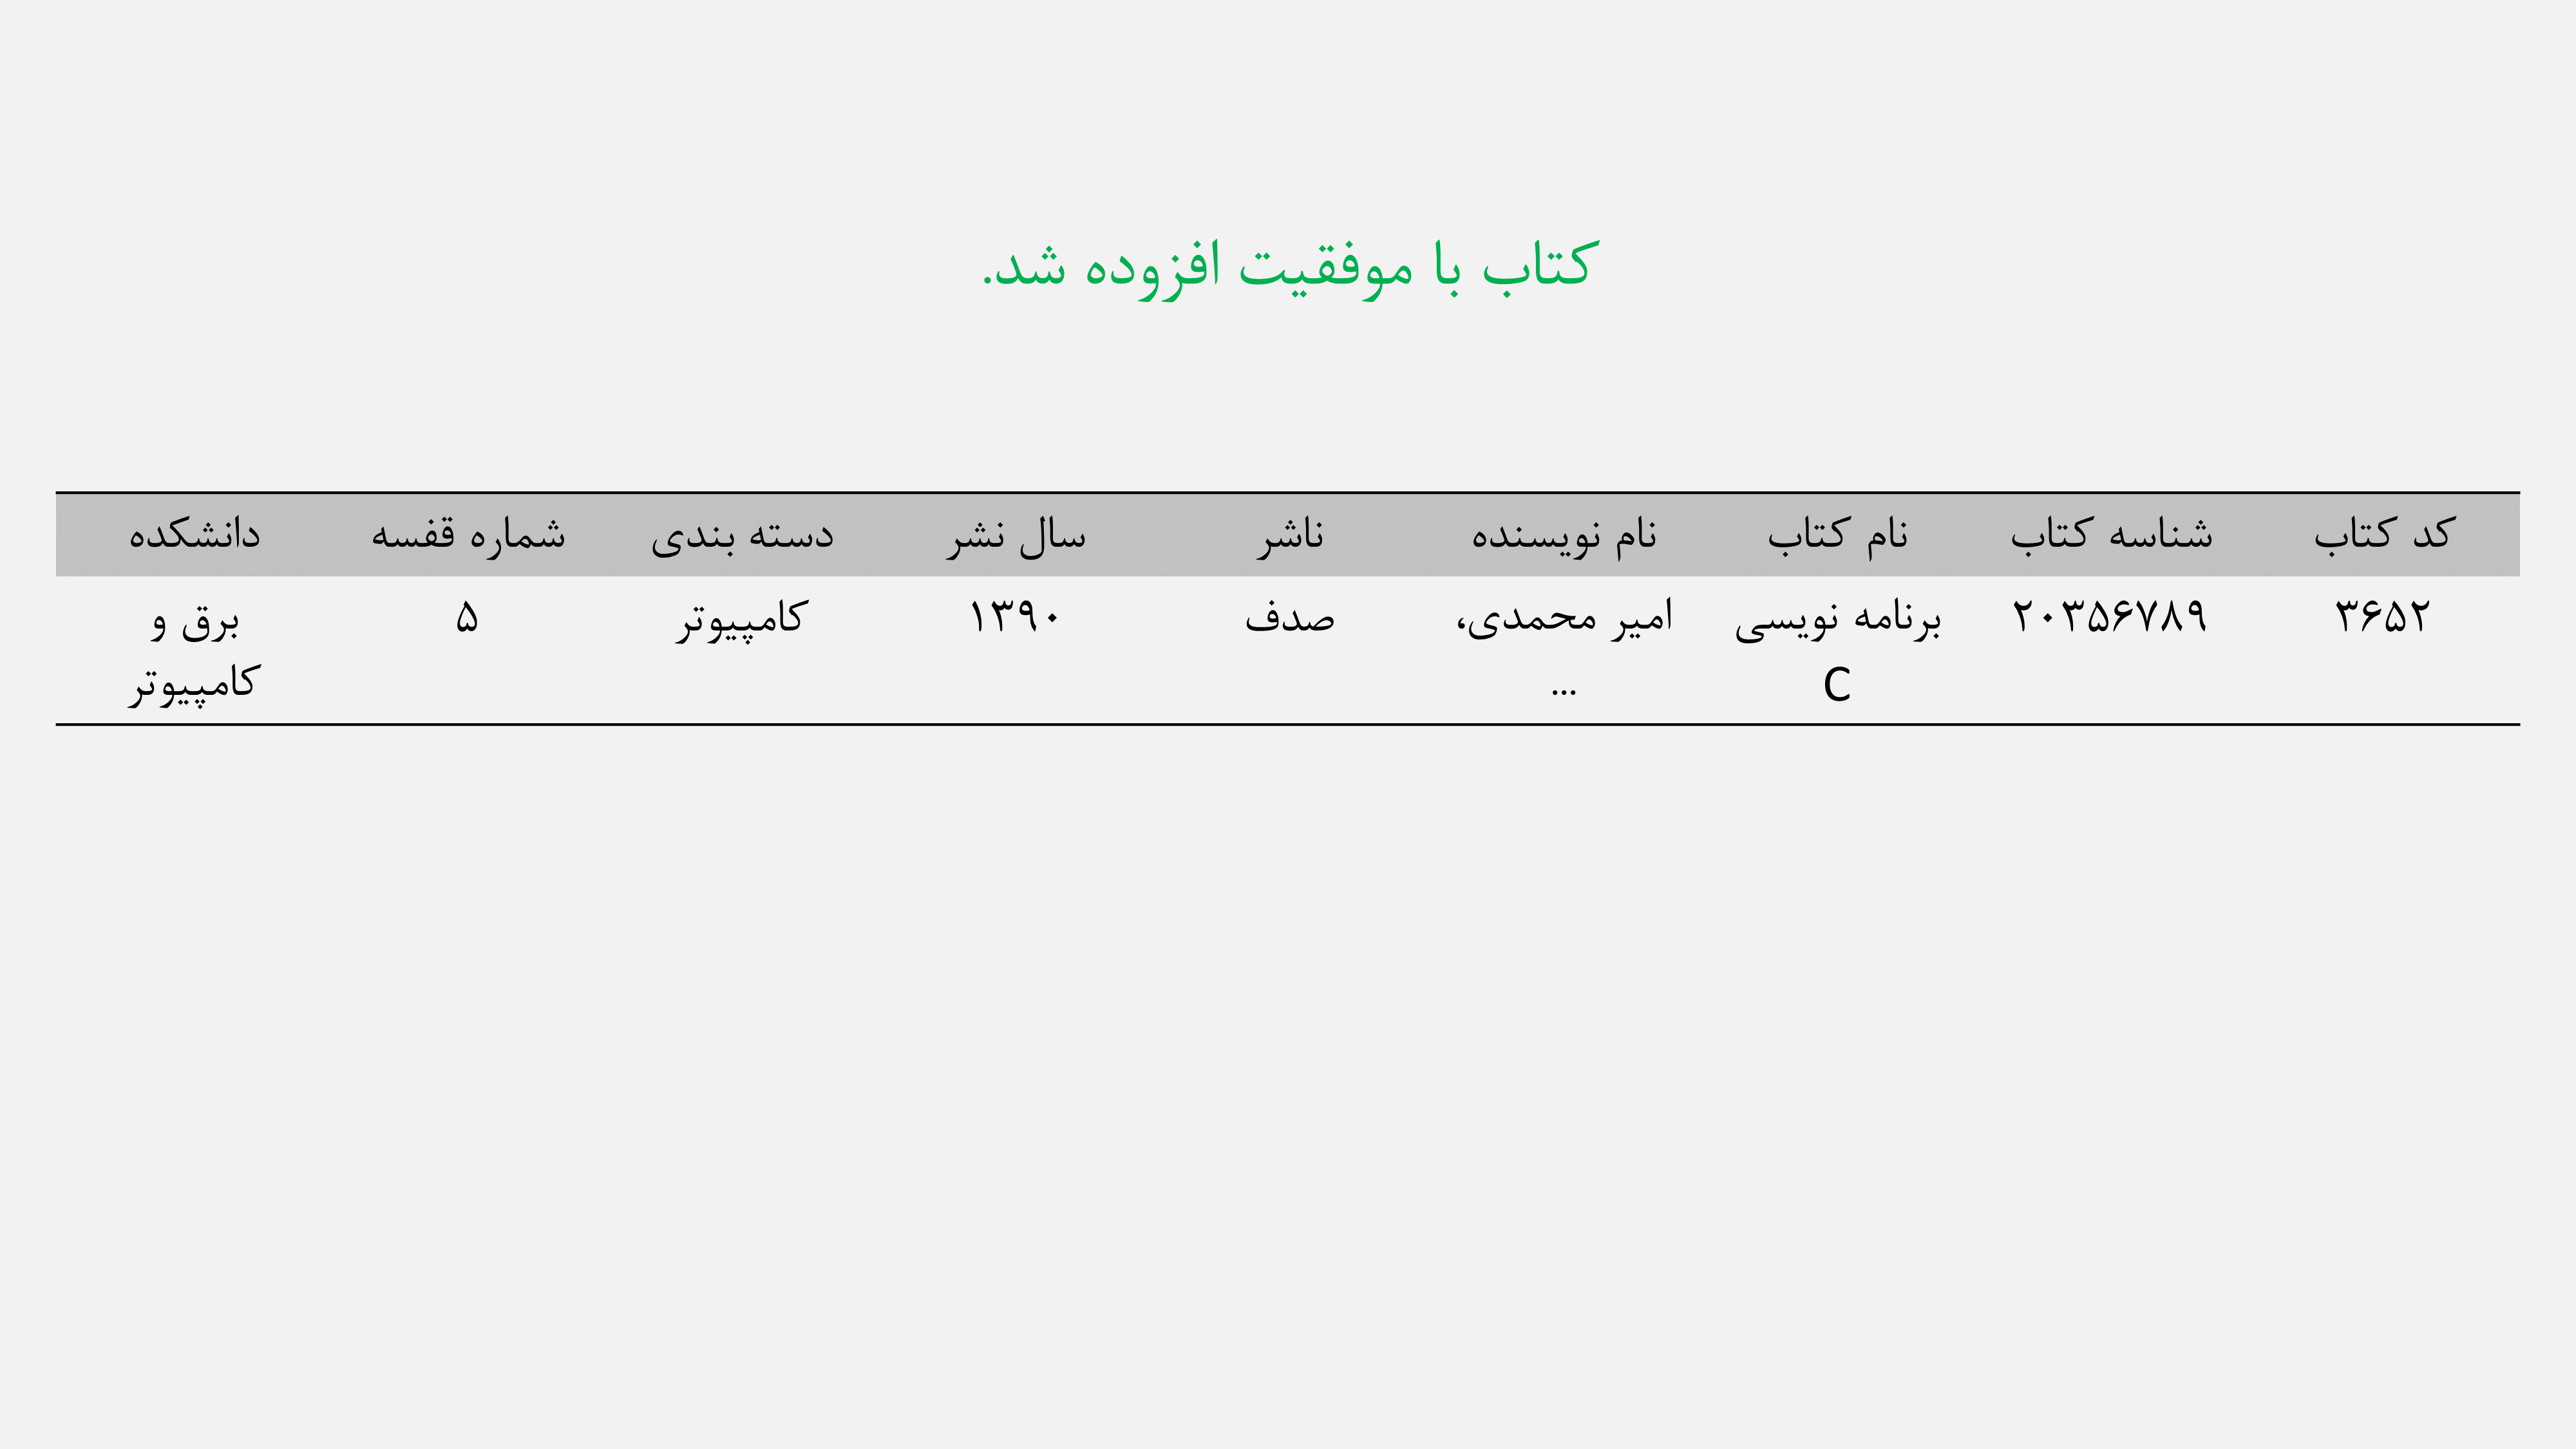 کتاب با موفقیت افزوده شد.
کد کتاب شناسه کتاب نام کتاب نام نویسنده ناشر سال نشر دسته بندی شماره قفسه دانشکده
۳۶۵۲ ۲۰۳۵۶۷۸۹ برنامه نویسی امیر محمدی، صدف ۱۳۹۰ کامپیوتر ۵ برق و
C ... کامپیوتر